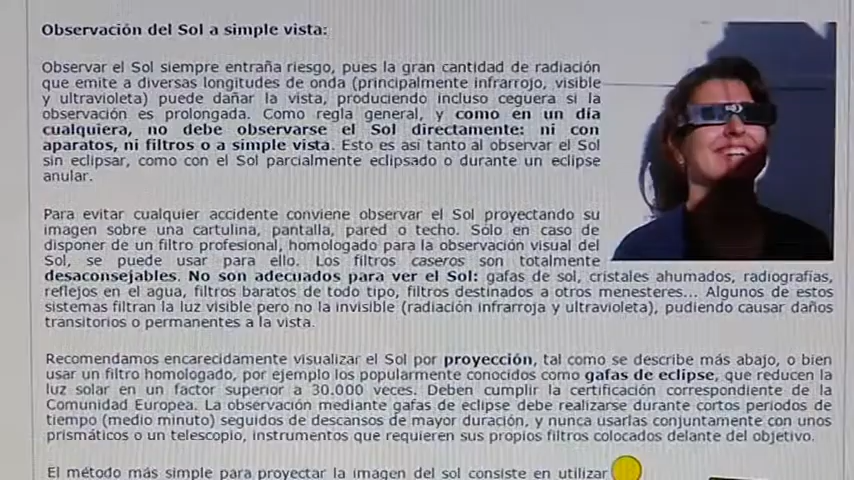 Observación del Sol a simple vista:
Observar el Sol siempre entraña riesgo, pues la gran cantidad de radiación
que emite a diversas longitudes de onda (principalmente infrarrojo, visible
y ultravioleta) puede dañar la vista, produciendo incluso ceguera si la
observación es prolongada. Como regla general, y como en un día
cualquiera, no debe observarse el Sol directamente: ni con
aparatos, ni filtros o a simple vista. Esto es así tanto al observar el Sol
sin eclipsar, como con el Sol parcialmente eclipsado o durante un eclipse
anular.
Para evitar cualquier accidente conviene observar el Sol proyectando su
imagen sobre una cartulina, pantalla, pared o techo. Sólo en caso de
disponer de un filtro profesional, homologado para la observación visual del
Sol, se puede usar para ello. Los filtros caseros son totalmente
desaconsejables. No son adecuados para ver el Sol: gafas de sol, cristales ahumados, radiografías,
reflejos en el agua, filtros baratos de todo tipo, filtros destinados a otros menesteres... Algunos de estos
sistemas filtran la luz visible pero no la invisible (radiación infrarroja y ultravioleta), pudiendo causar daños
transitorios o permanentes a la vista.
Recomendamos encarecidamente visualizar el Sol por proyección, tal como se describe más abajo, o bien
usar un filtro homologado, por ejemplo los popularmente conocidos como gafas de eclipse, que reducen la
luz solar en un factor superior a 30.000 veces. Deben cumplir la certificación correspondiente de la
Comunidad Europea. La observación mediante gafas de eclipse debe realizarse durante cortos periodos de
tiempo (medio minuto) seguidos de descansos de mayor duración, y nunca usarlas conjuntamente con unos
prismáticos o un telescopio, instrumentos que requieren sus propios filtros colocados delante del objetivo.
El método más simple para proyectar la imagen del sol consiste en utilizar